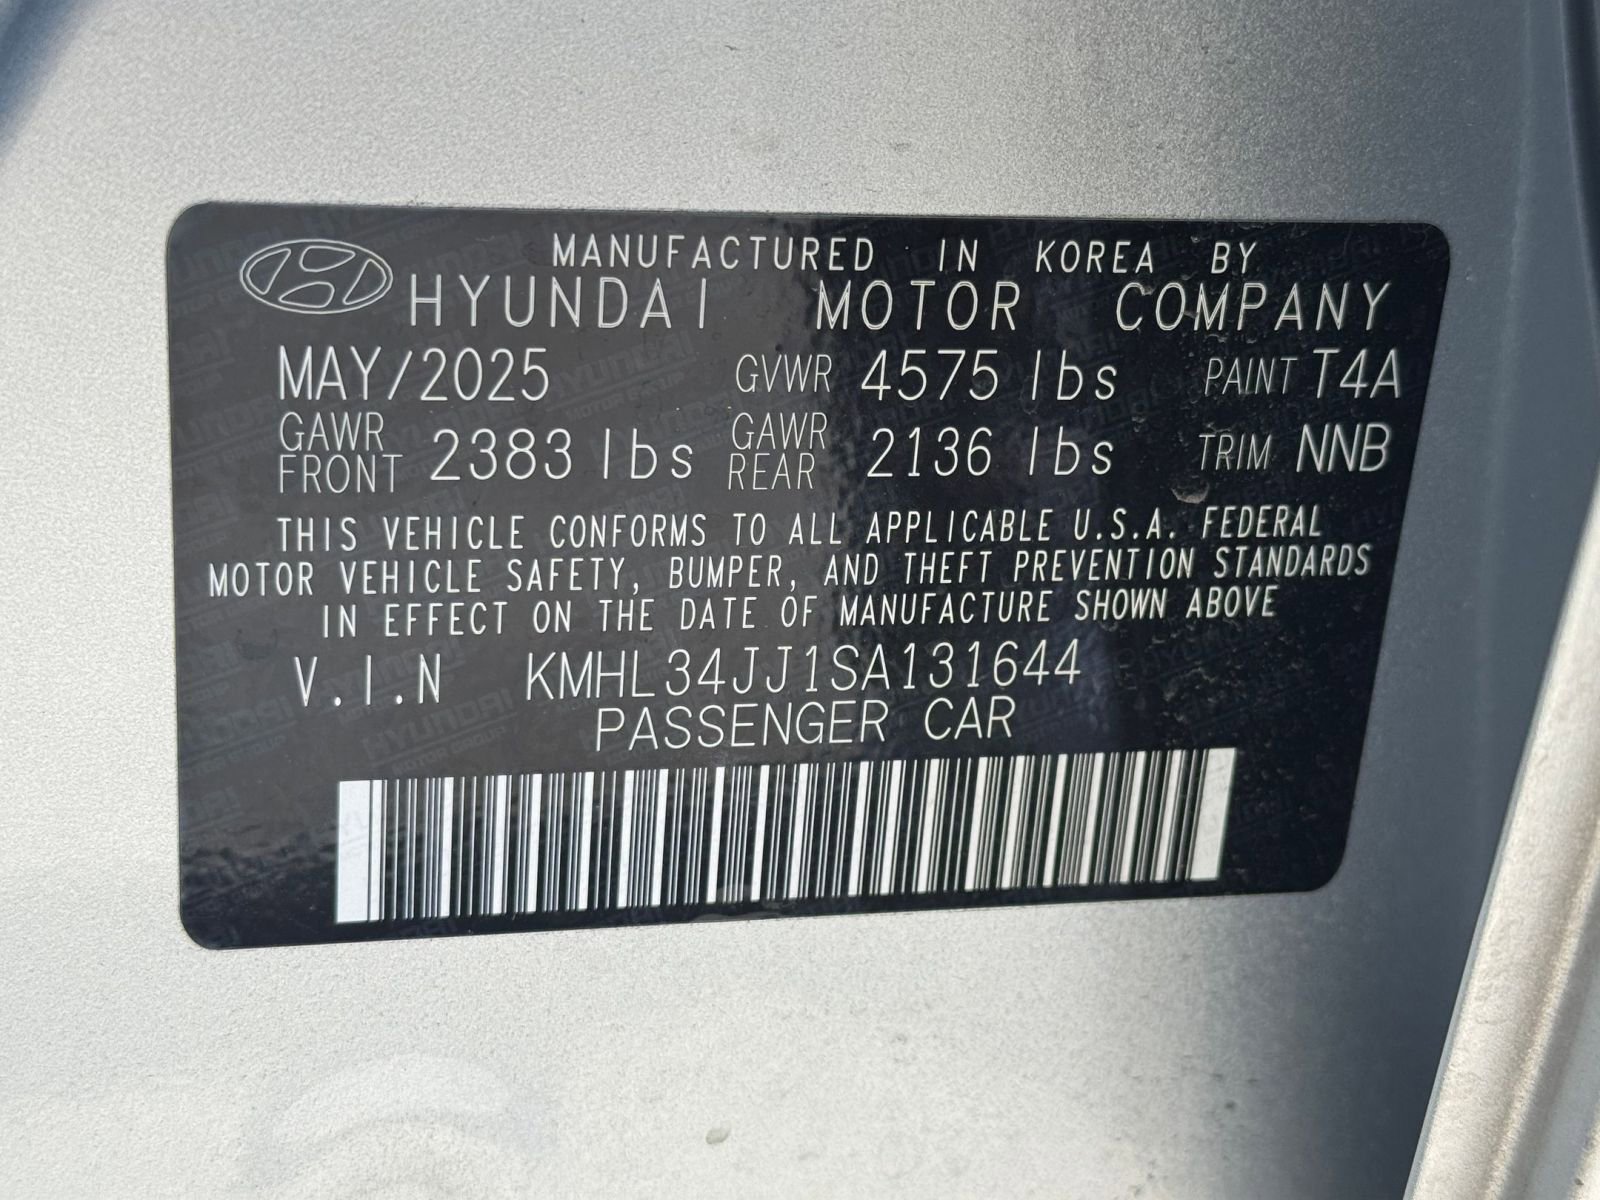 MANUFACTURED IN KOREA BY
HYUNDAI MOTOR COMPANY
MAY/2025 GVWR 4575 lbs PAINT T4A
GAWR FRONT 2383 lbs GAWR REAR 2136 lbs TRIM NNB
THIS VEHICLE CONFORMS TO ALL APPLICABLE U.S.A. FEDERAL
MOTOR VEHICLE SAFETY, BUMPER, AND THEFT PREVENTION STANDARDS
IN EFFECT ON THE DATE OF MANUFACTURE SHOWN ABOVE
V.I.N KMHL34JJ1SA131644
PASSENGER CAR